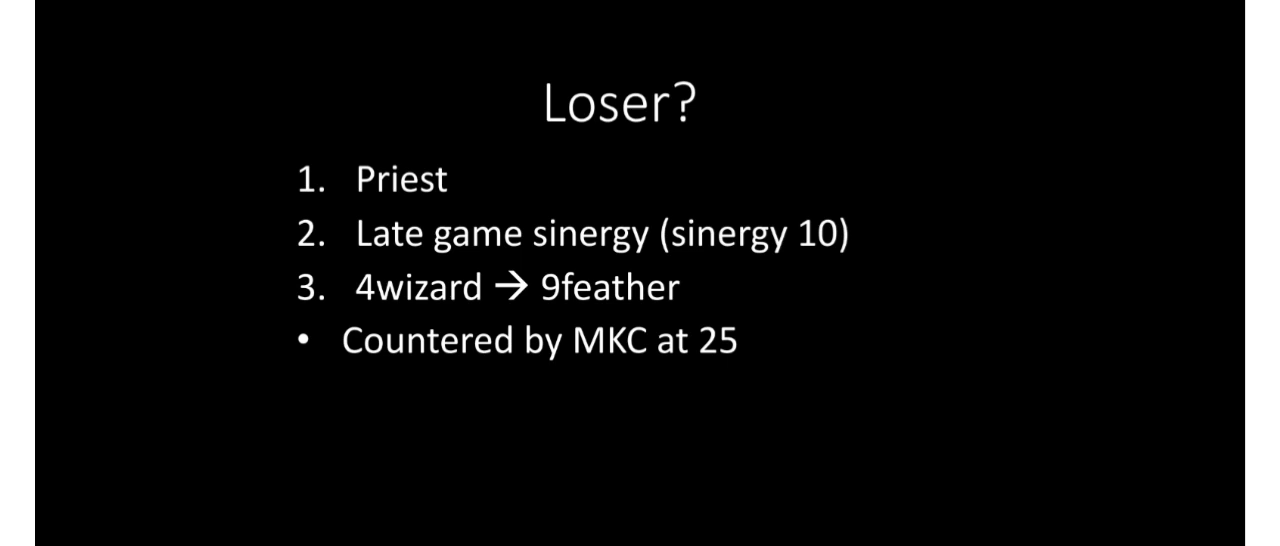 Loser?
1. Priest
2. Late game sinergy (sinergy 10)
3. 4wizard → 9feather
• Countered by MKC at 25